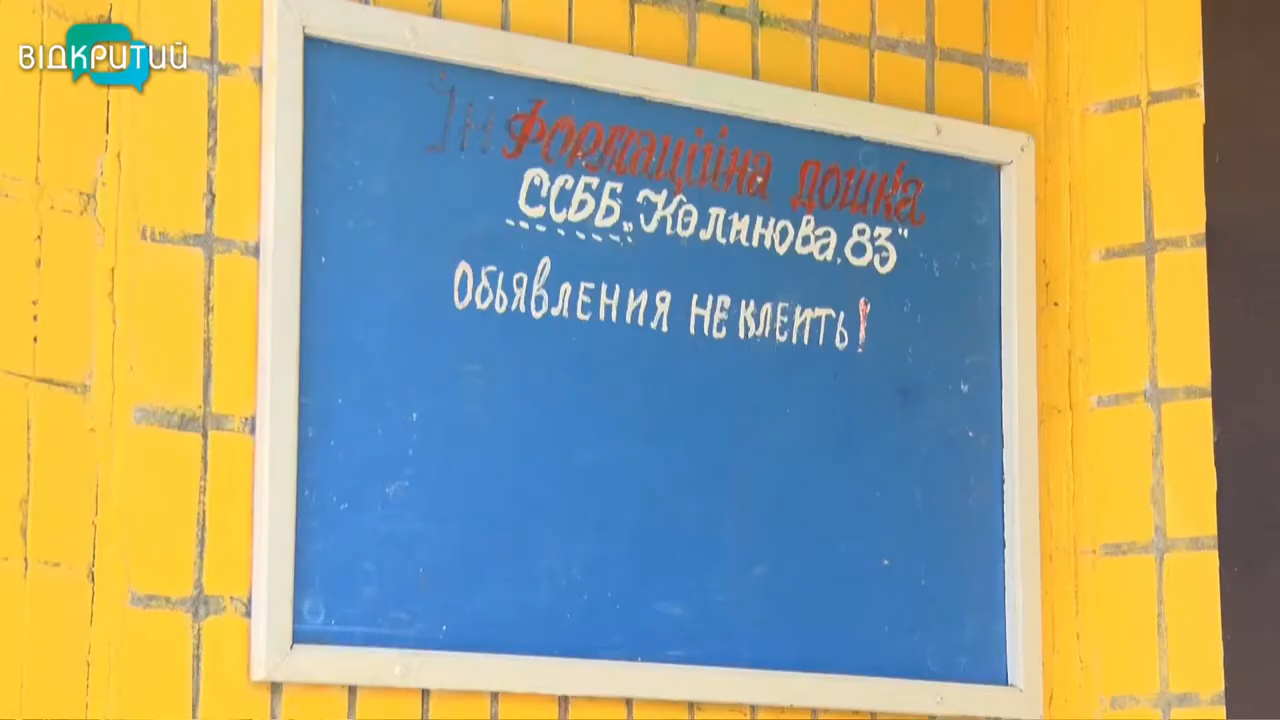 ВІДКРИТИЙ
Інформаційна дошка
ССББ „Калинова, 83"
Обьявления не клеить!